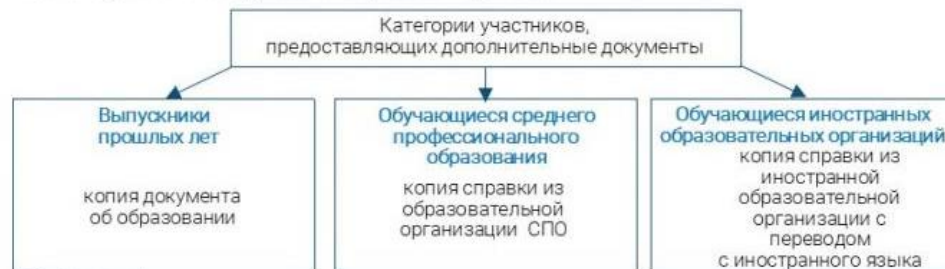 Категории участников,
предоставляющих дополнительные документы
Выпускники
прошлых лет
копия документа
об образовании
Обучающиеся среднего
профессионального
образования
копия справки из
образовательной
организации СПО
Обучающиеся иностранных
образовательных организаций
копия справки из
иностранной
образовательной
организации с
переводом
с иностранного языка